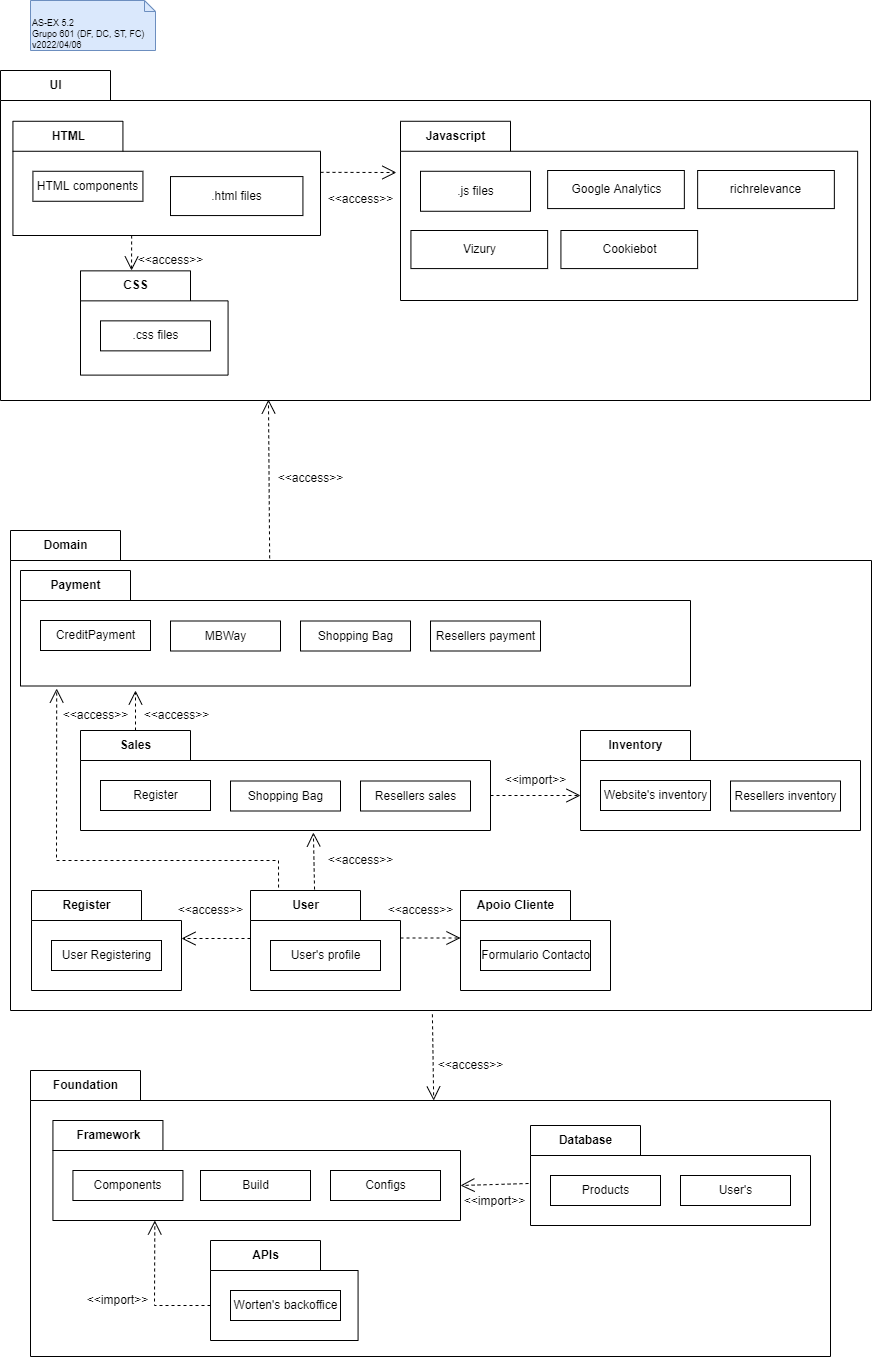 AS-EX 5.2
Grupo 601 (DF, DC, ST, FC)
v2022/04/06
UI
HTML
HTML components
.html files
<<access>>
Javascript
.js files
Google Analytics
richrelevance
Vizury
Cookiebot
<<access>>
CSS
.css files
<<access>>
Domain
Payment
CreditPayment
MBWay
Shopping Bag
Resellers payment
<<access>>
<<access>>
Sales
Register
Shopping Bag
Resellers sales
<<import>>
Inventory
Website's inventory
Resellers inventory
<<access>>
Register
User Registering
<<access>>
User
User's profile
<<access>>
Apoio Cliente
Formulario Contacto
<<access>>
Foundation
Framework
Components
Build
Configs
<<import>>
Database
Products
User's
APIs
Worten's backoffice
<<import>>